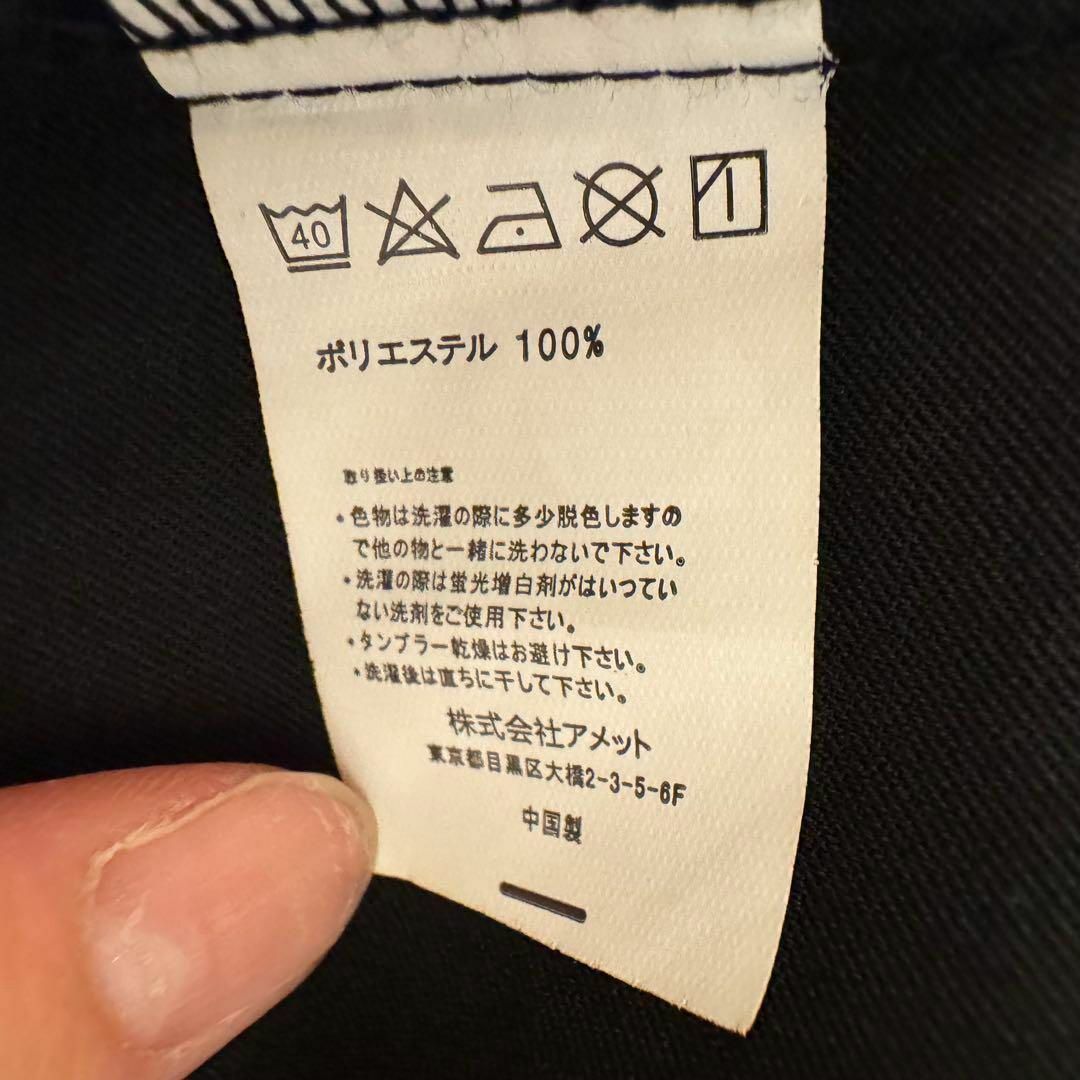 40
ポリエステル 100%
取り扱い上の注意
・色物は洗濯の際に多少脱色しますの
で他の物と一緒に洗わないで下さい。
・洗濯の際は蛍光増白剤がはいってい
ない洗剤をご使用下さい。
・タンブラー乾燥はお避け下さい。
・洗濯後は直ちに干して下さい。
株式会社アメット
東京都目黒区大橋2-3-5-6F
中国製